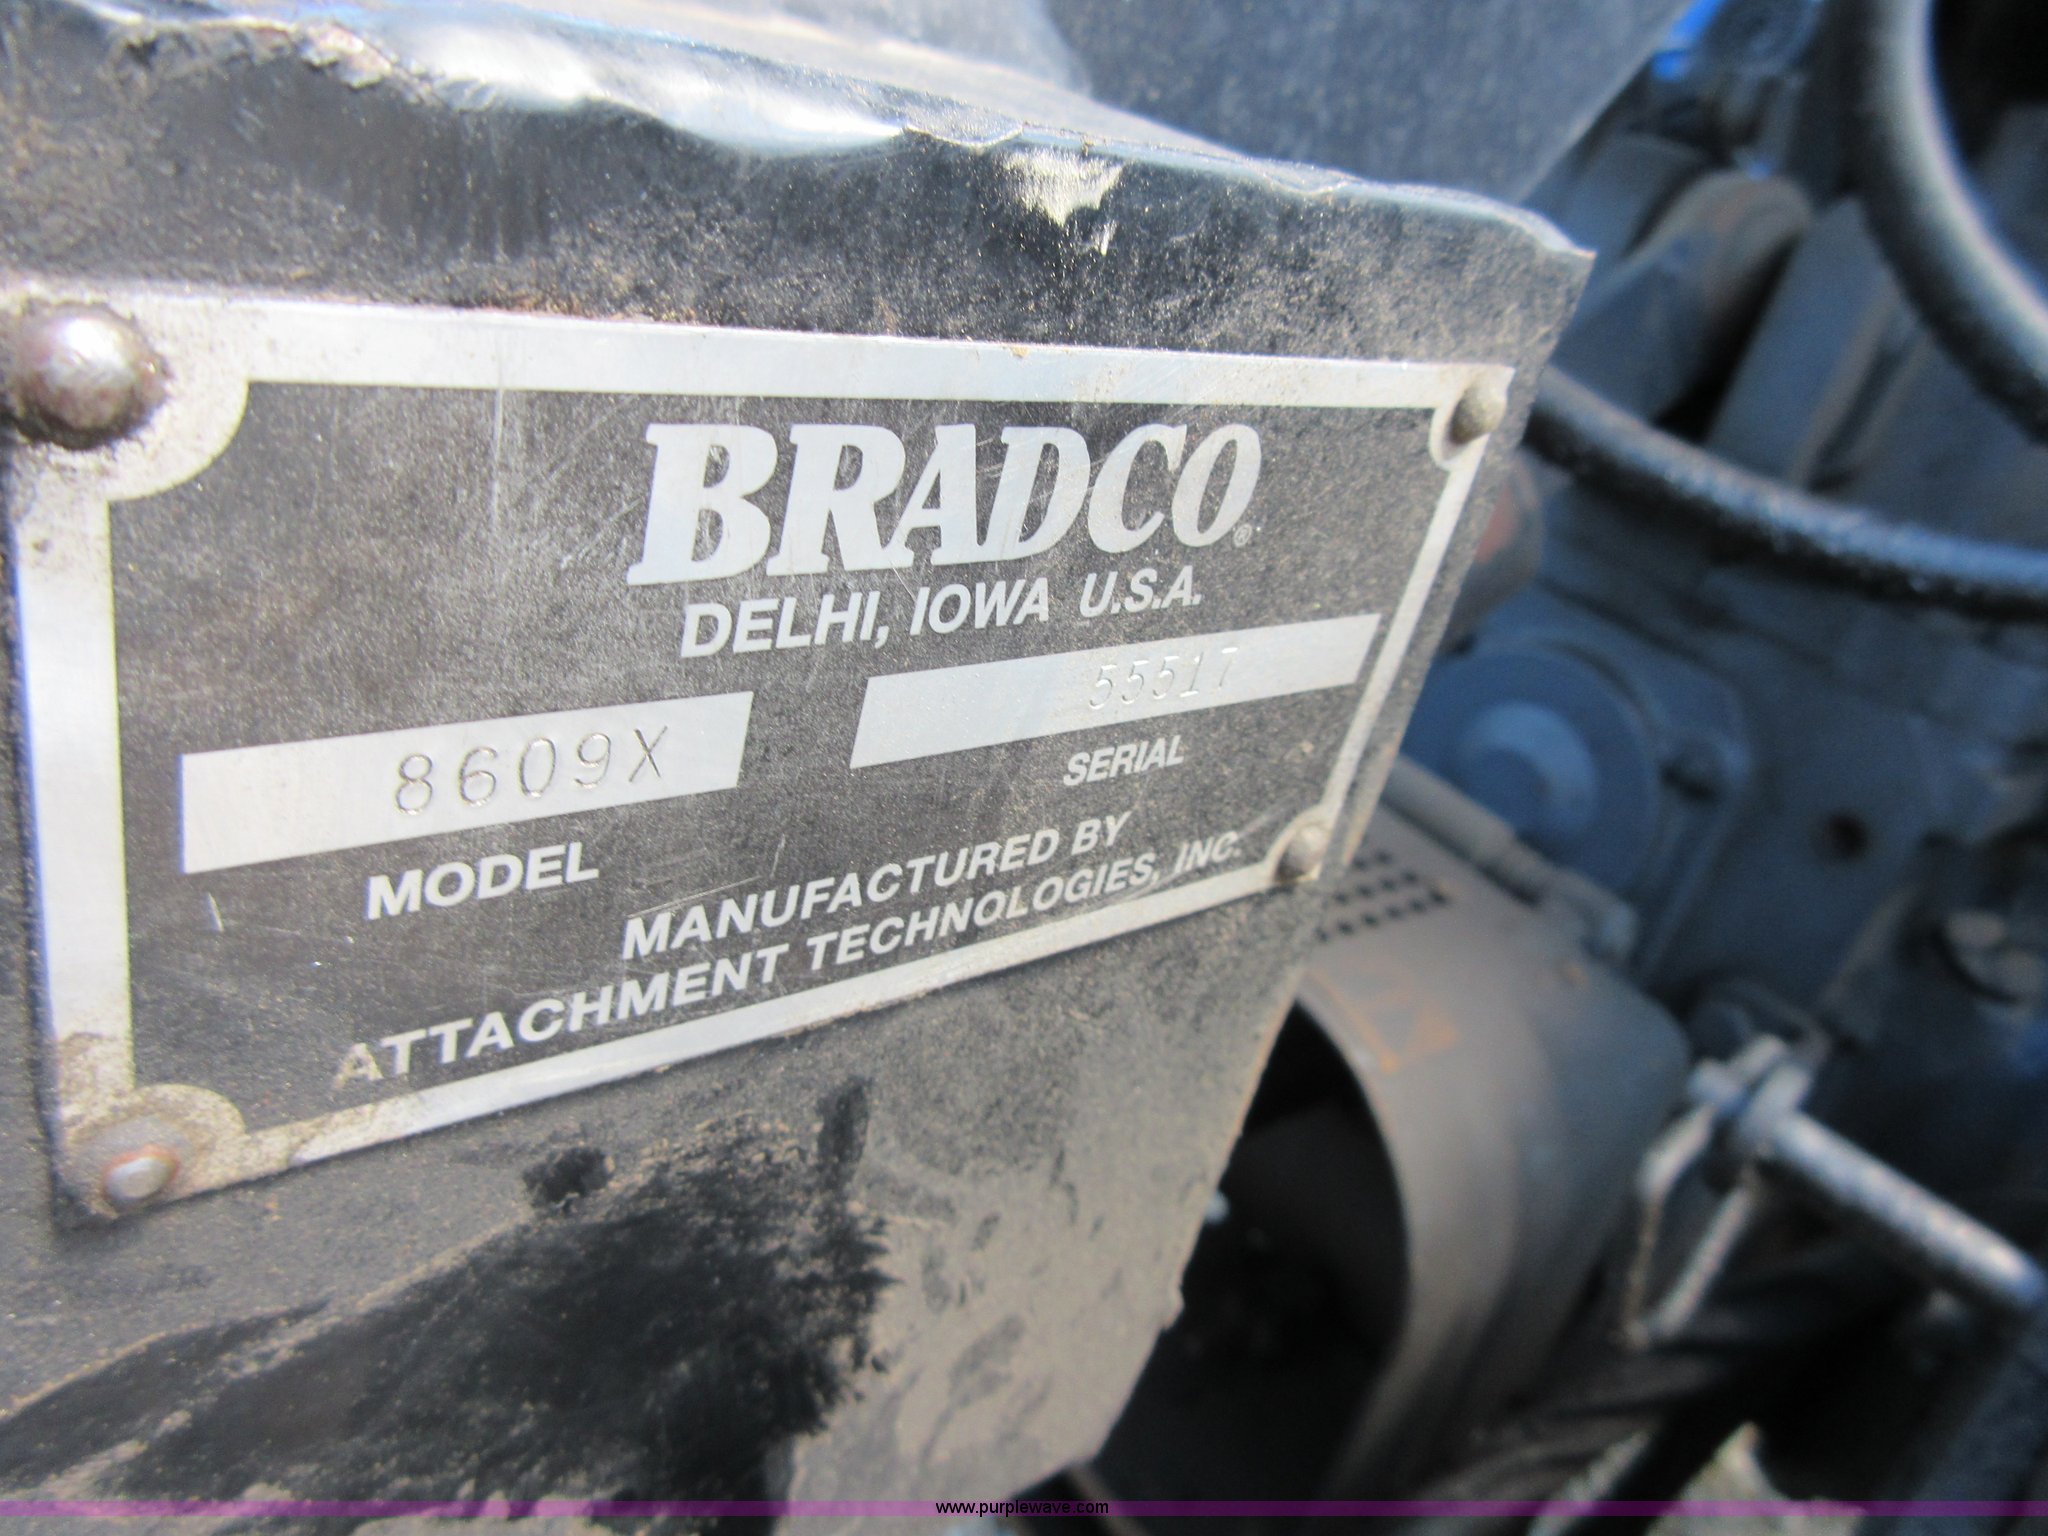 BRADCO®
DELHI, IOWA U.S.A.
8609X 55517
MODEL SERIAL
MANUFACTURED BY
ATTACHMENT TECHNOLOGIES, INC.
www.purplewave.com